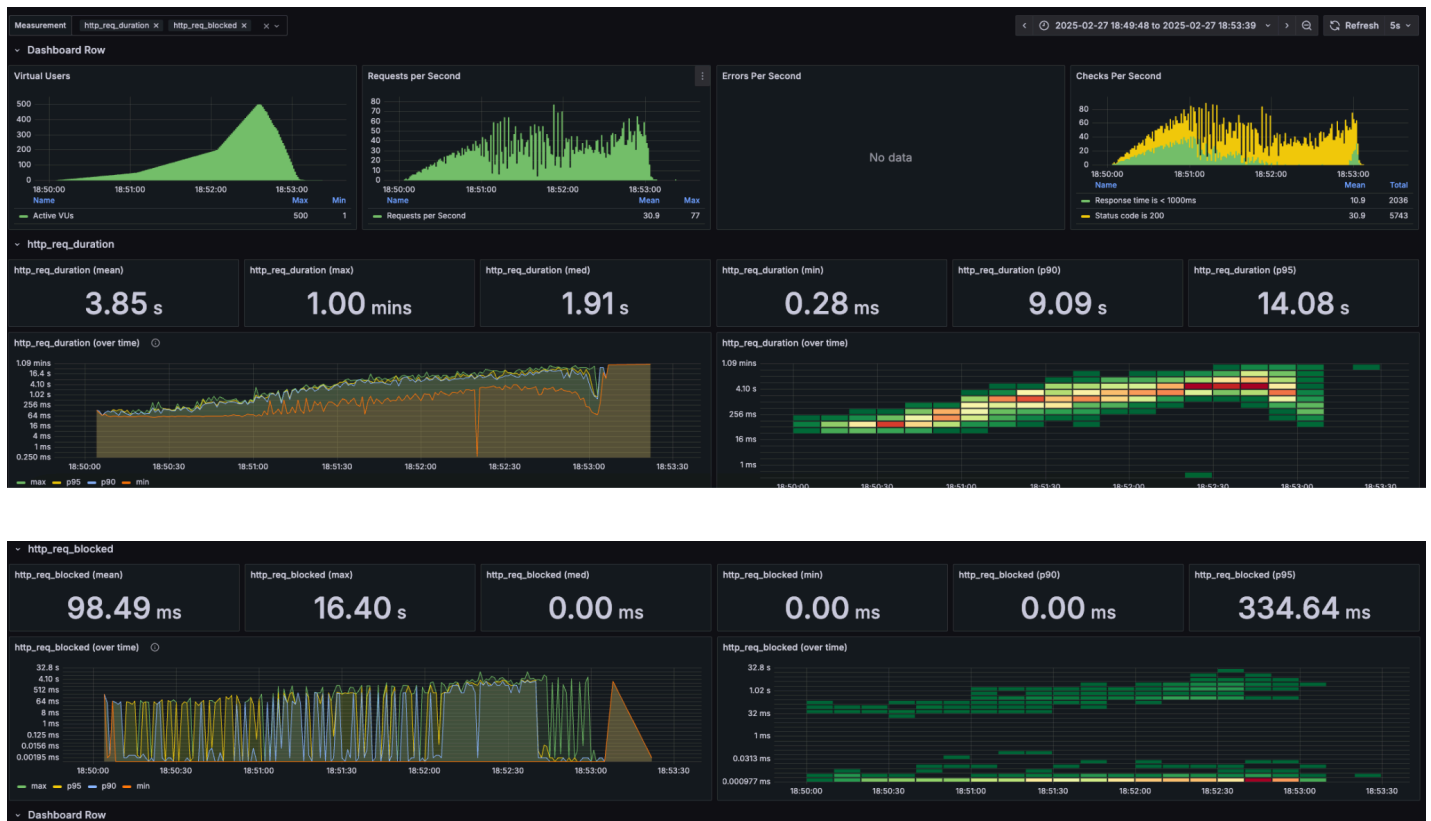 Measurement http_req_duration × http_req_blocked × ×
2025-02-27 18:49:48 to 2025-02-27 18:53:39 Refresh 5s
Dashboard Row
Virtual Users
500
400
300
200
100
0
18:50:00 18:51:00 18:52:00 18:53:00
Name Max Min
Active VUs 500 1
Requests per Second
80
60
50
40
30
20
10
0
18:50:00 18:51:00 18:52:00 18:53:00
Name Mean Max
Requests per Second 30.9 77
Errors Per Second
No data
Checks Per Second
80
60
40
20
0
18:50:00 18:51:00 18:52:00 18:53:00
Name Mean Total
Response time is < 1000ms 10.9 2036
Status code is 200 30.9 5743
http_req_duration
http_req_duration (mean)
3.85 s
http_req_duration (max)
1.00 mins
http_req_duration (med)
1.91 s
http_req_duration (min)
0.28 ms
http_req_duration (p90)
9.09 s
http_req_duration (p95)
14.08 s
http_req_duration (over time)
1.09 mins
16.4 s
4.10 s
1.02 s
256 ms
64 ms
16 ms
4 ms
1 ms
0.250 ms
18:50:00 18:50:30 18:51:00 18:51:30 18:52:00 18:52:30 18:53:00 18:53:30
max p95 p90 min
http_req_duration (over time)
1.09 mins
4.10 s
256 ms
16 ms
1 ms
18:50:00 18:50:30 18:51:00 18:51:30 18:52:00 18:52:30 18:53:00 18:53:30
http_req_blocked
http_req_blocked (mean)
98.49 ms
http_req_blocked (max)
16.40 s
http_req_blocked (med)
0.00 ms
http_req_blocked (min)
0.00 ms
http_req_blocked (p90)
0.00 ms
http_req_blocked (p95)
334.64 ms
http_req_blocked (over time)
32.8 s
4.10 s
512 ms
64 ms
8 ms
1 ms
0.125 ms
0.0156 ms
0.00195 ms
18:50:00 18:50:30 18:51:00 18:51:30 18:52:00 18:52:30 18:53:00 18:53:30
max p95 p90 min
http_req_blocked (over time)
32.8 s
1.02 s
32 ms
1 ms
0.0313 ms
0.000977 ms
18:50:00 18:50:30 18:51:00 18:51:30 18:52:00 18:52:30 18:53:00 18:53:30
Dashboard Row